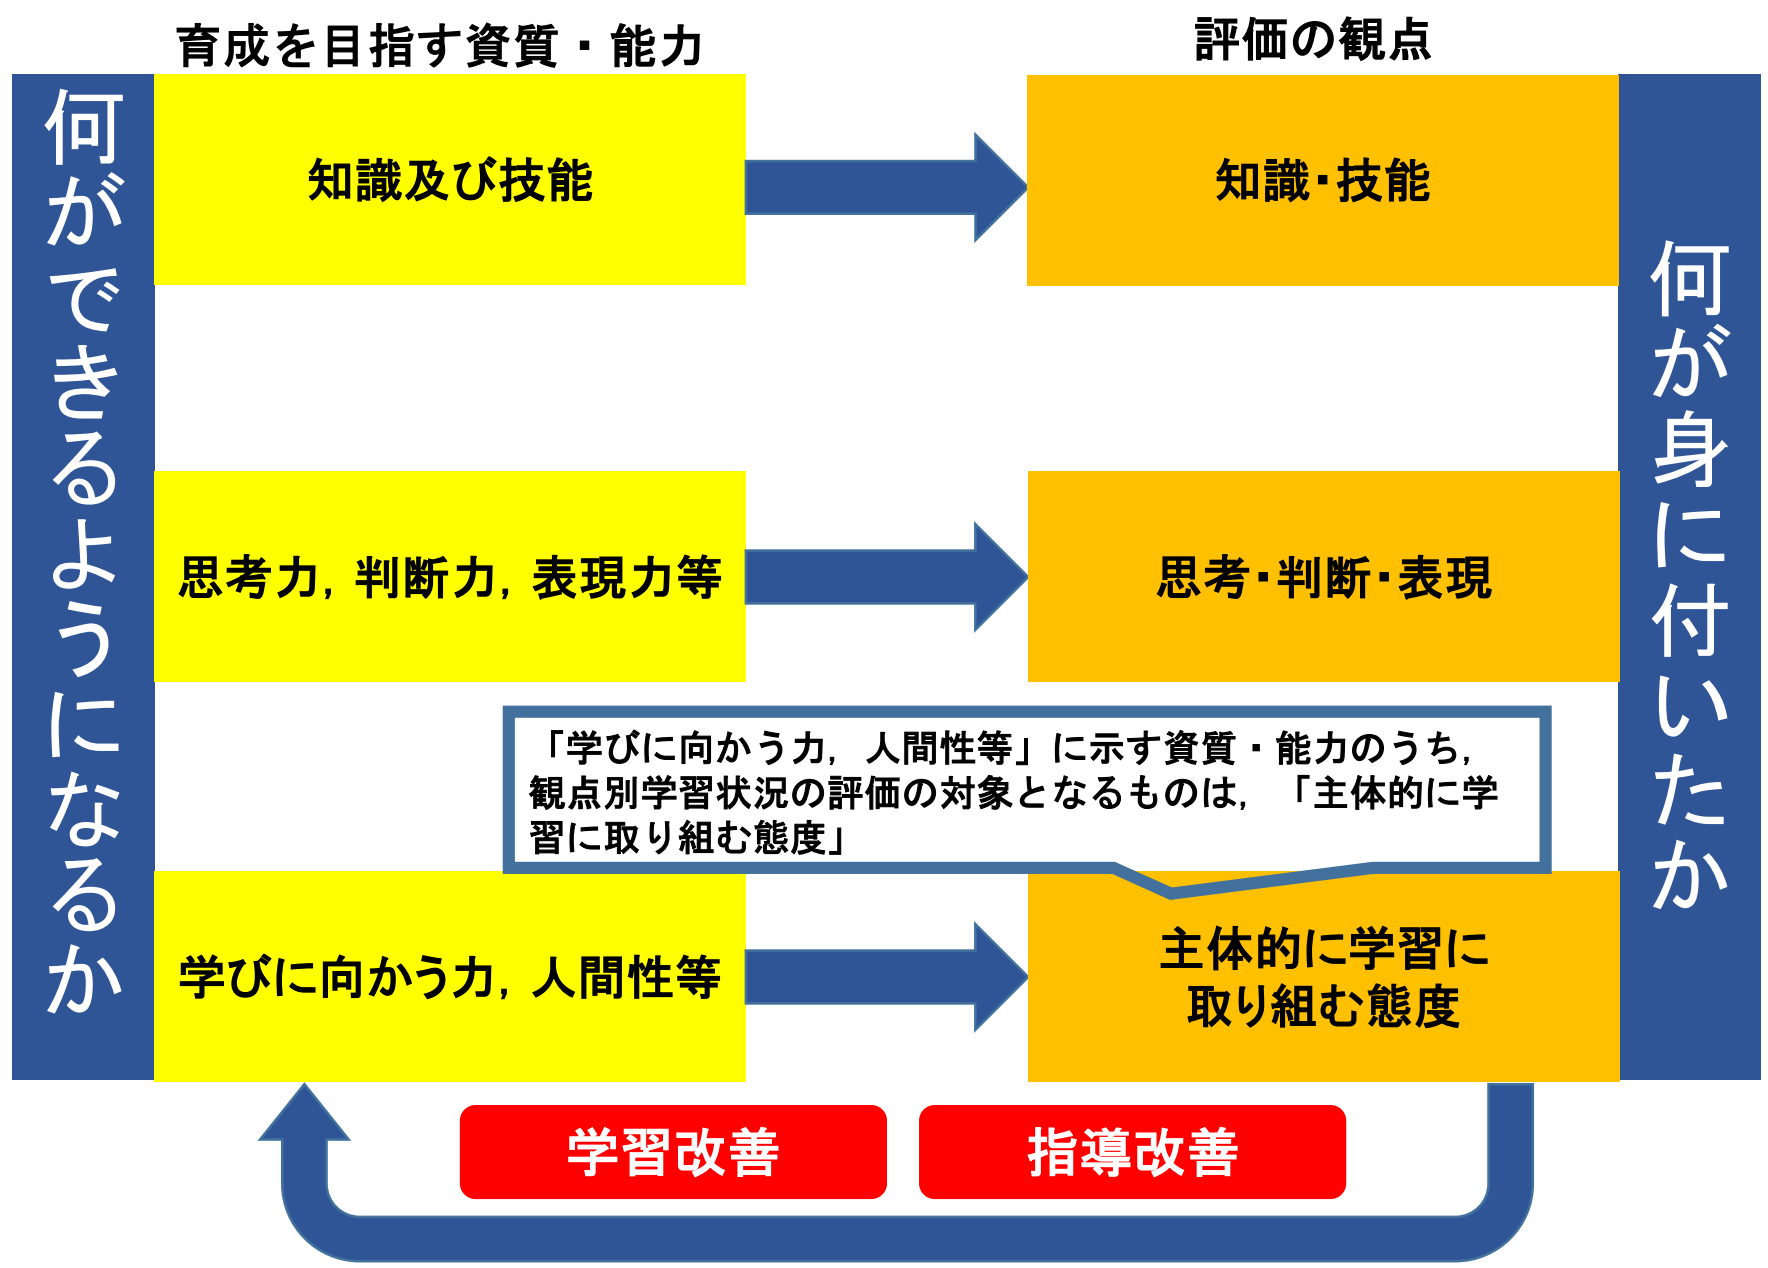 育成を目指す資質・能力
評価の観点
何ができるようになるか
知識及び技能
知識・技能
何が身に付いたか
思考力，判断力，表現力等
思考・判断・表現
「学びに向かう力，人間性等」に示す資質・能力のうち，
観点別学習状況の評価の対象となるものは，「主体的に学
習に取り組む態度」
学びに向かう力，人間性等
主体的に学習に
取り組む態度
学習改善
指導改善